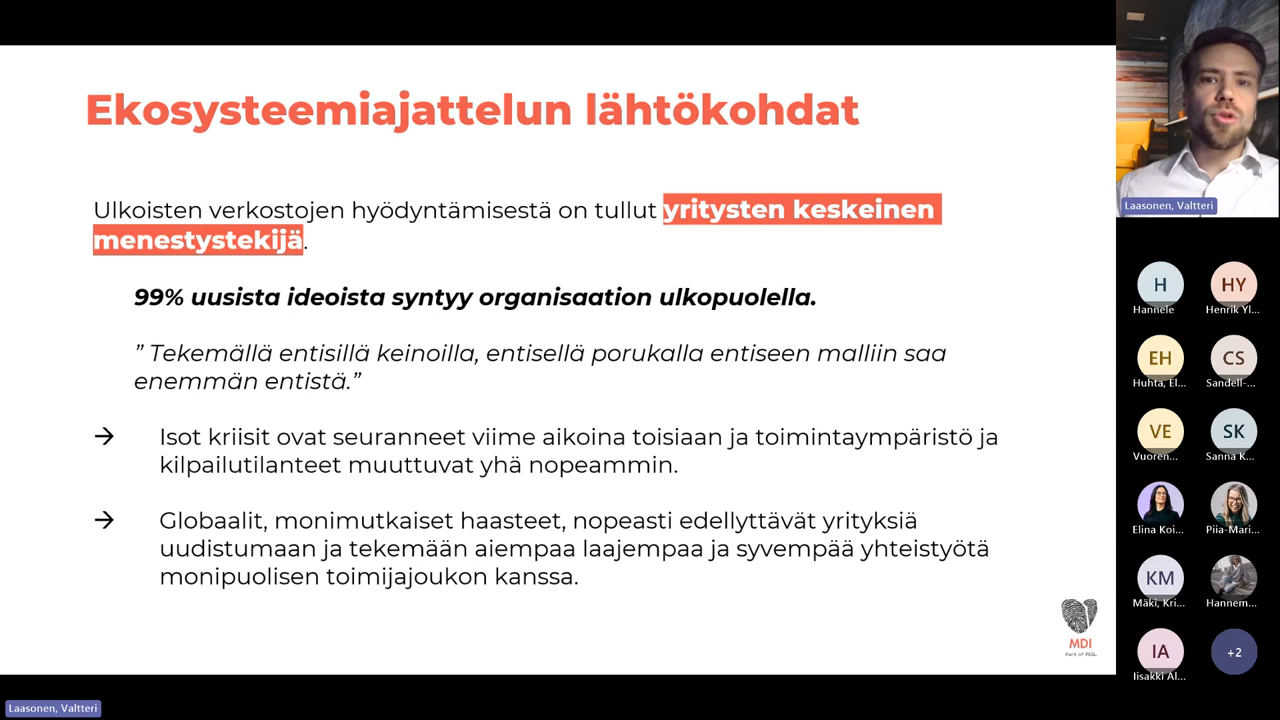 Ekosysteemiajattelun lähtökohdat
Ulkoisten verkostojen hyödyntämisestä on tullut yritysten keskeinen
menestystekijä.
99% uusista ideoista syntyy organisaation ulkopuolella.
” Tekemällä entisillä keinoilla, entisellä porukalla entiseen malliin saa
enemmän entistä.”
→ Isot kriisit ovat seuranneet viime aikoina toisiaan ja toimintaympäristö ja
kilpailutilanteet muuttuvat yhä nopeammin.
→ Globaalit, monimutkaiset haasteet, nopeasti edellyttävät yrityksiä
uudistumaan ja tekemään aiempaa laajempaa ja syvempää yhteistyötä
monipuolisen toimijajoukon kanssa.
MDI
Part of FCG.
Laasonen, Valtteri
H HY
Hannele Henrik Yl...
EH CS
Huhta, El... Sandell-...
VE SK
Vuoren... Sanna K...
Elina Koi... Piia-Mari...
KM
Mäki, Kri... Hannem...
IA +2
Iisakki Al...
Laasonen, Valtteri